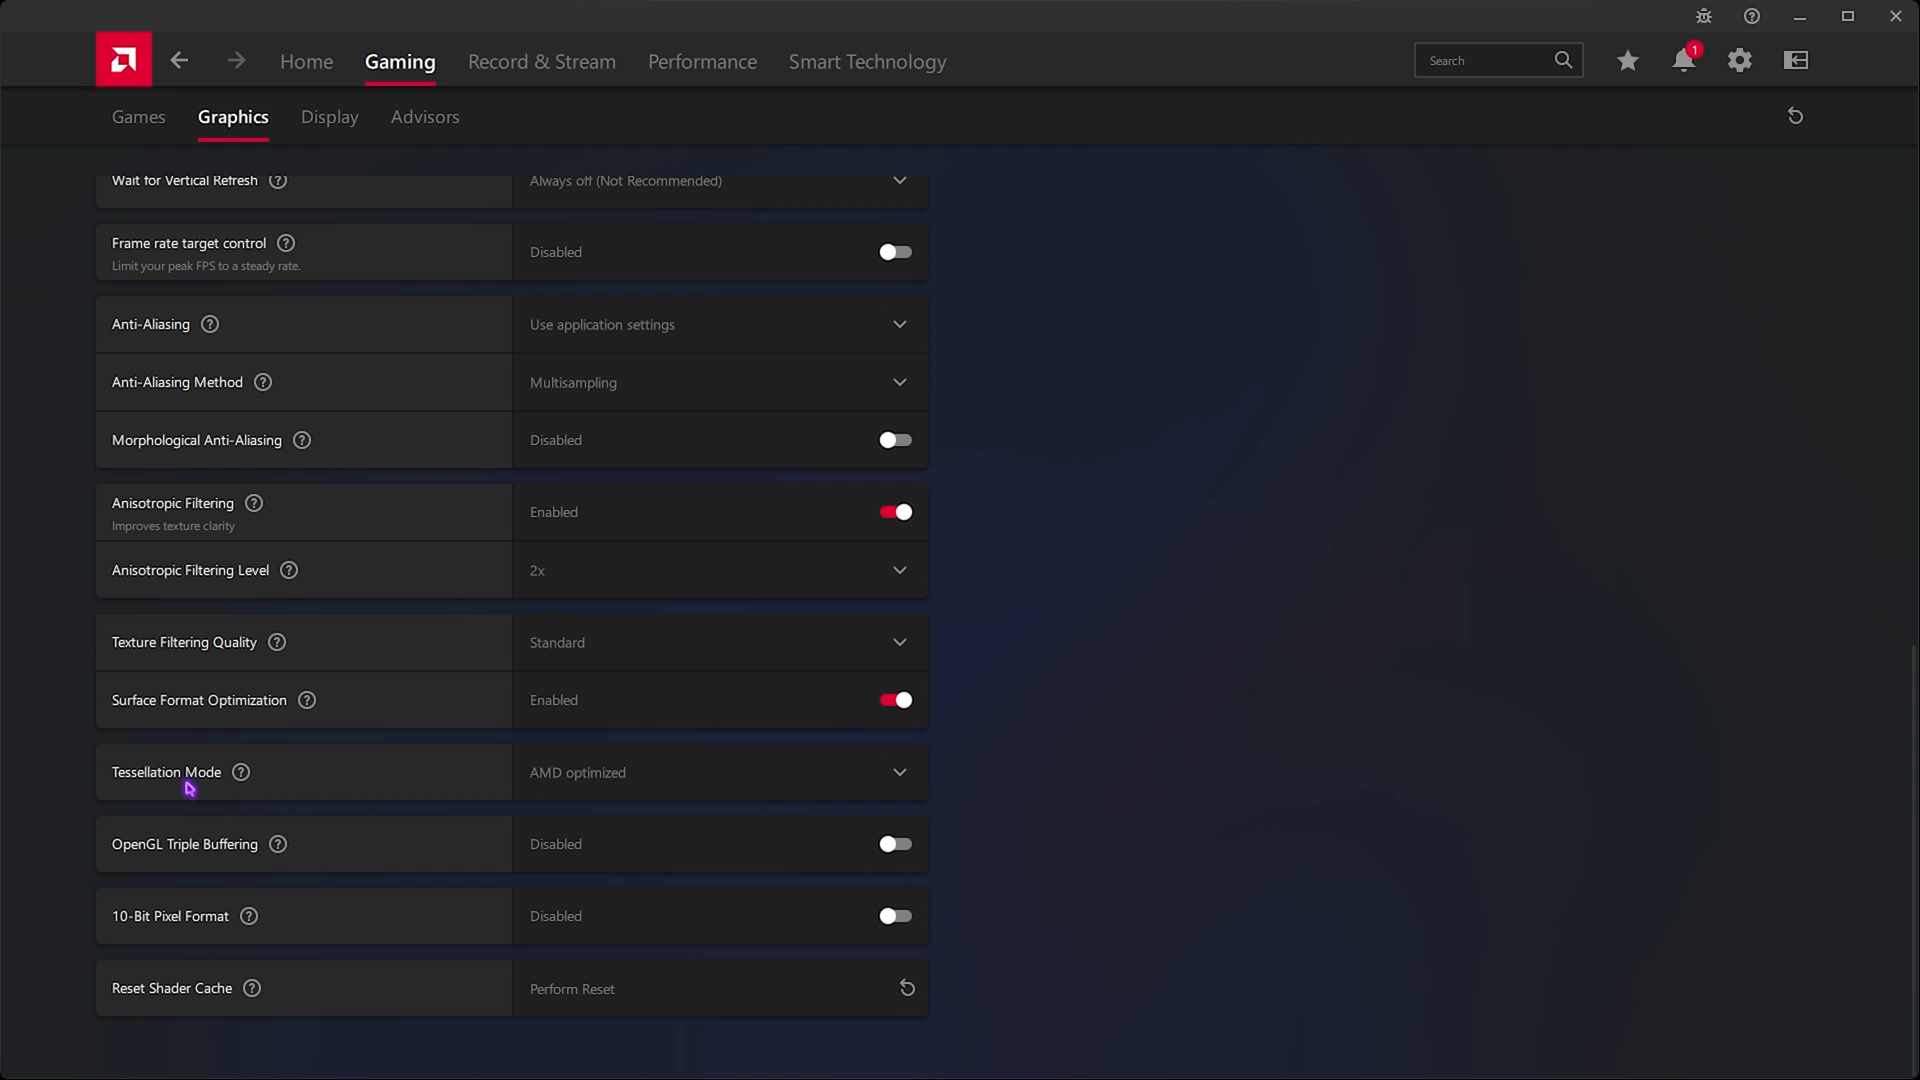 Home Gaming Record & Stream Performance Smart Technology Search 1
Games Graphics Display Advisors
Wait for Vertical Refresh ? Always off (Not Recommended)
Frame rate target control ?
Limit your peak FPS to a steady rate.
Disabled
Anti-Aliasing ? Use application settings
Anti-Aliasing Method ? Multisampling
Morphological Anti-Aliasing ? Disabled
Anisotropic Filtering ?
Improves texture clarity
Enabled
Anisotropic Filtering Level ? 2x
Texture Filtering Quality ? Standard
Surface Format Optimization ? Enabled
Tessellation Mode ? AMD optimized
OpenGL Triple Buffering ? Disabled
10-Bit Pixel Format ? Disabled
Reset Shader Cache ? Perform Reset